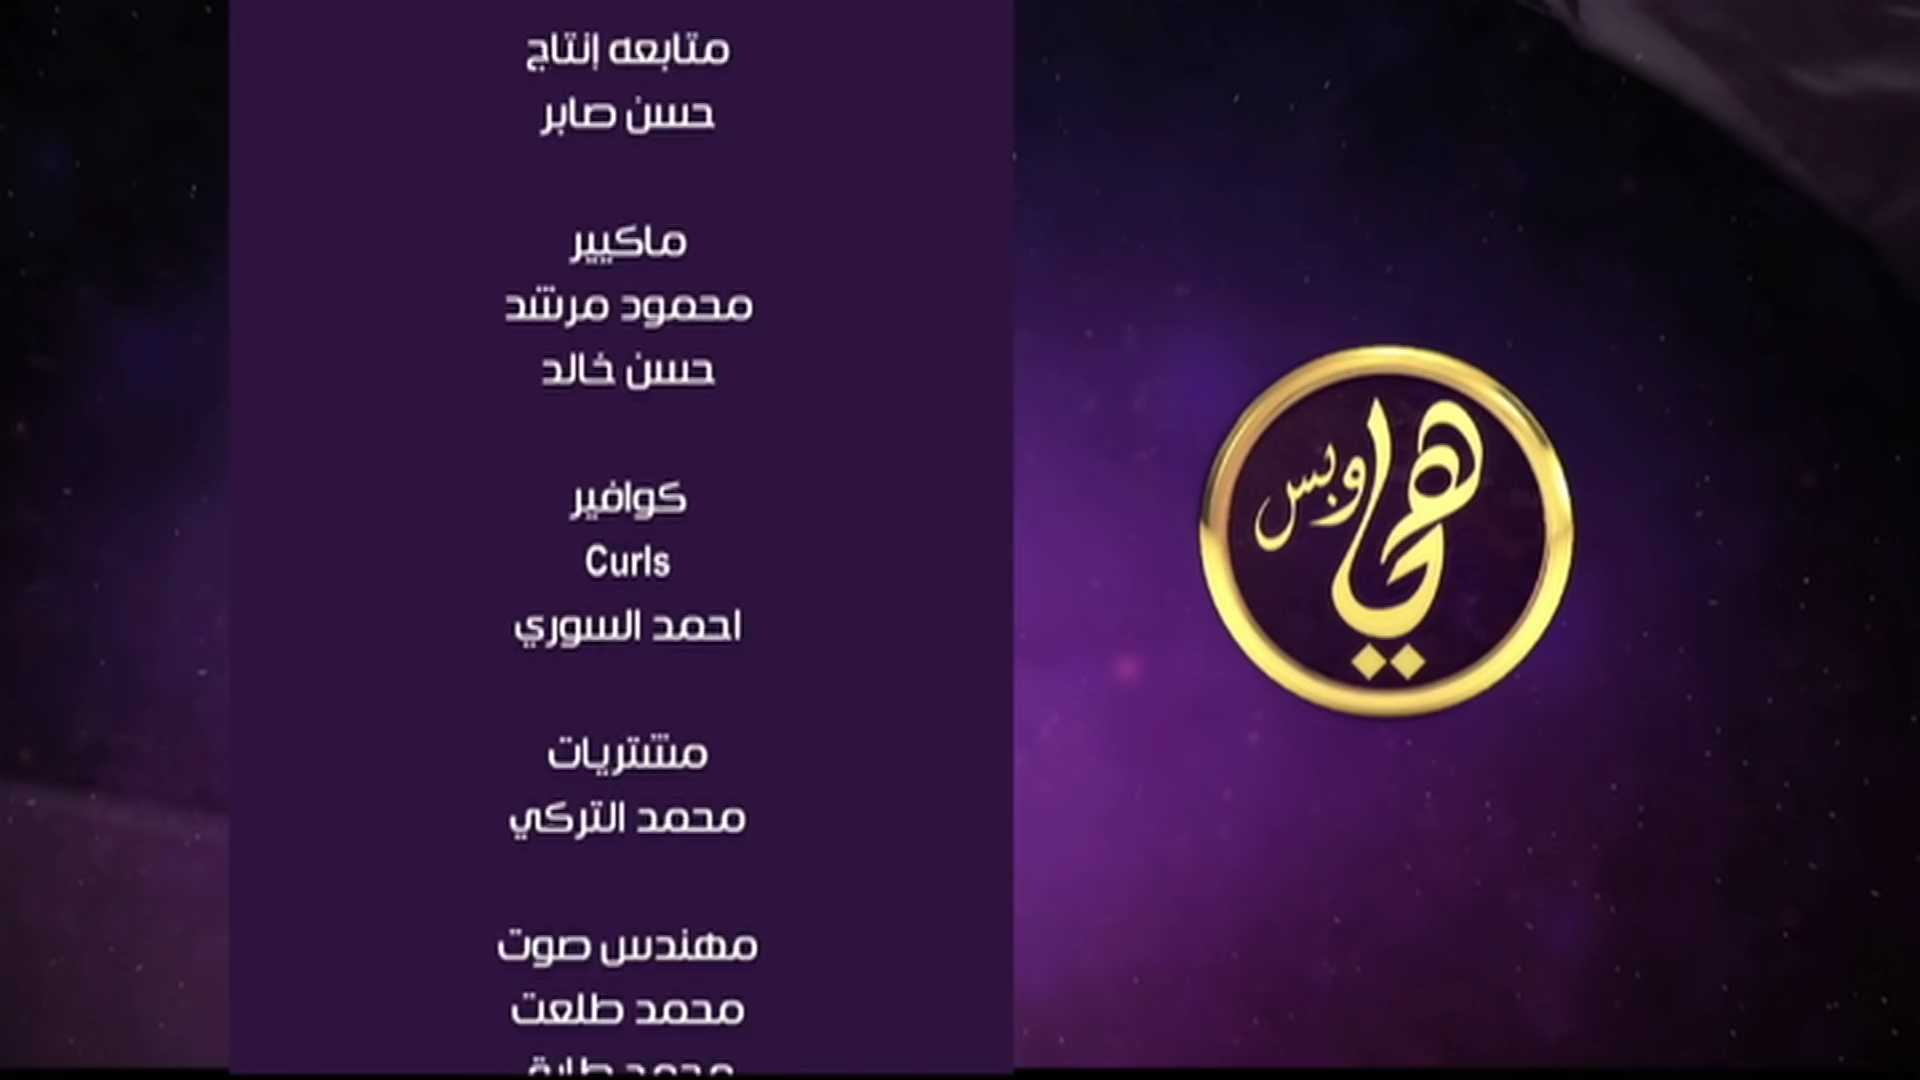 متابعه إنتاج
حسن صابر
ماكيير
محمود مرشد
حسن خالد
كوافير
Curls
احمد السوري
مشتريات
محمد التركي
مهندس صوت
محمد طلعت
محمد
هي وبس